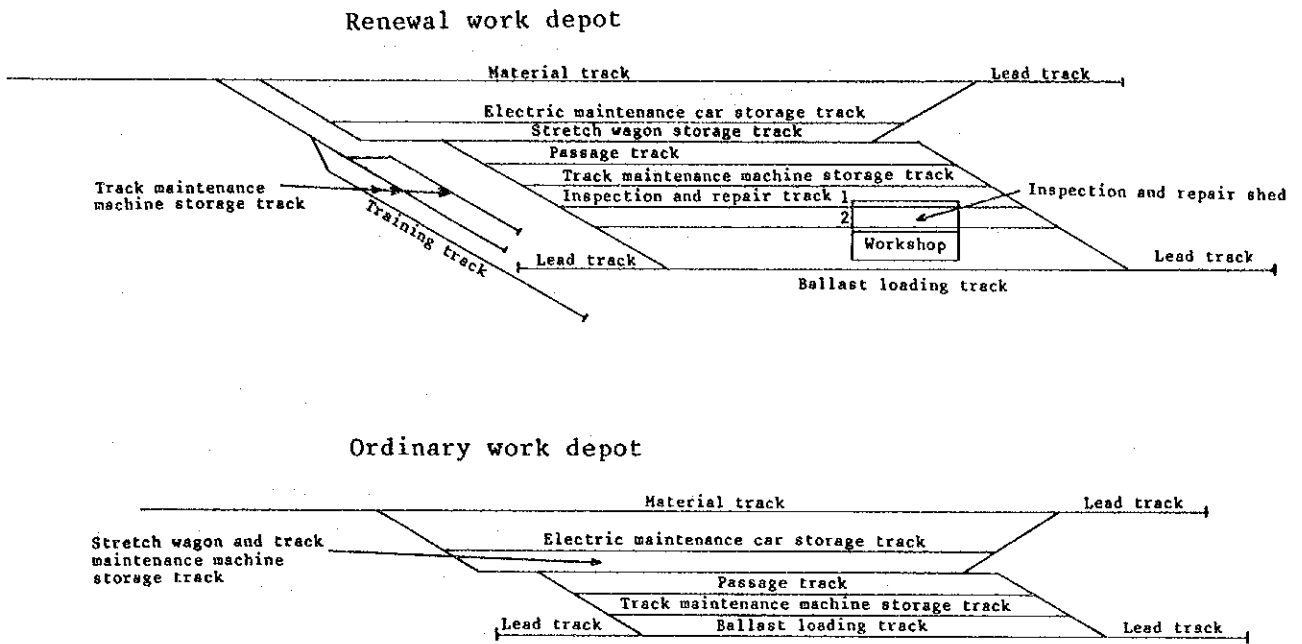 Renewal work depot
Material track
Lead track
Electric maintenance car storage track
Stretch wagon storage track
Passage track
Track maintenance machine storage track
Track maintenance
machine storage track
Inspection and repair track 1
2
Inspection and repair shed
Workshop
Training track
Lead track
Lead track
Ballast loading track
Ordinary work depot
Material track
Lead track
Stretch wagon and track
maintenance machine
storage track
Electric maintenance car storage track
Passage track
Track maintenance machine storage track
Lead track
Ballast loading track
Lead track